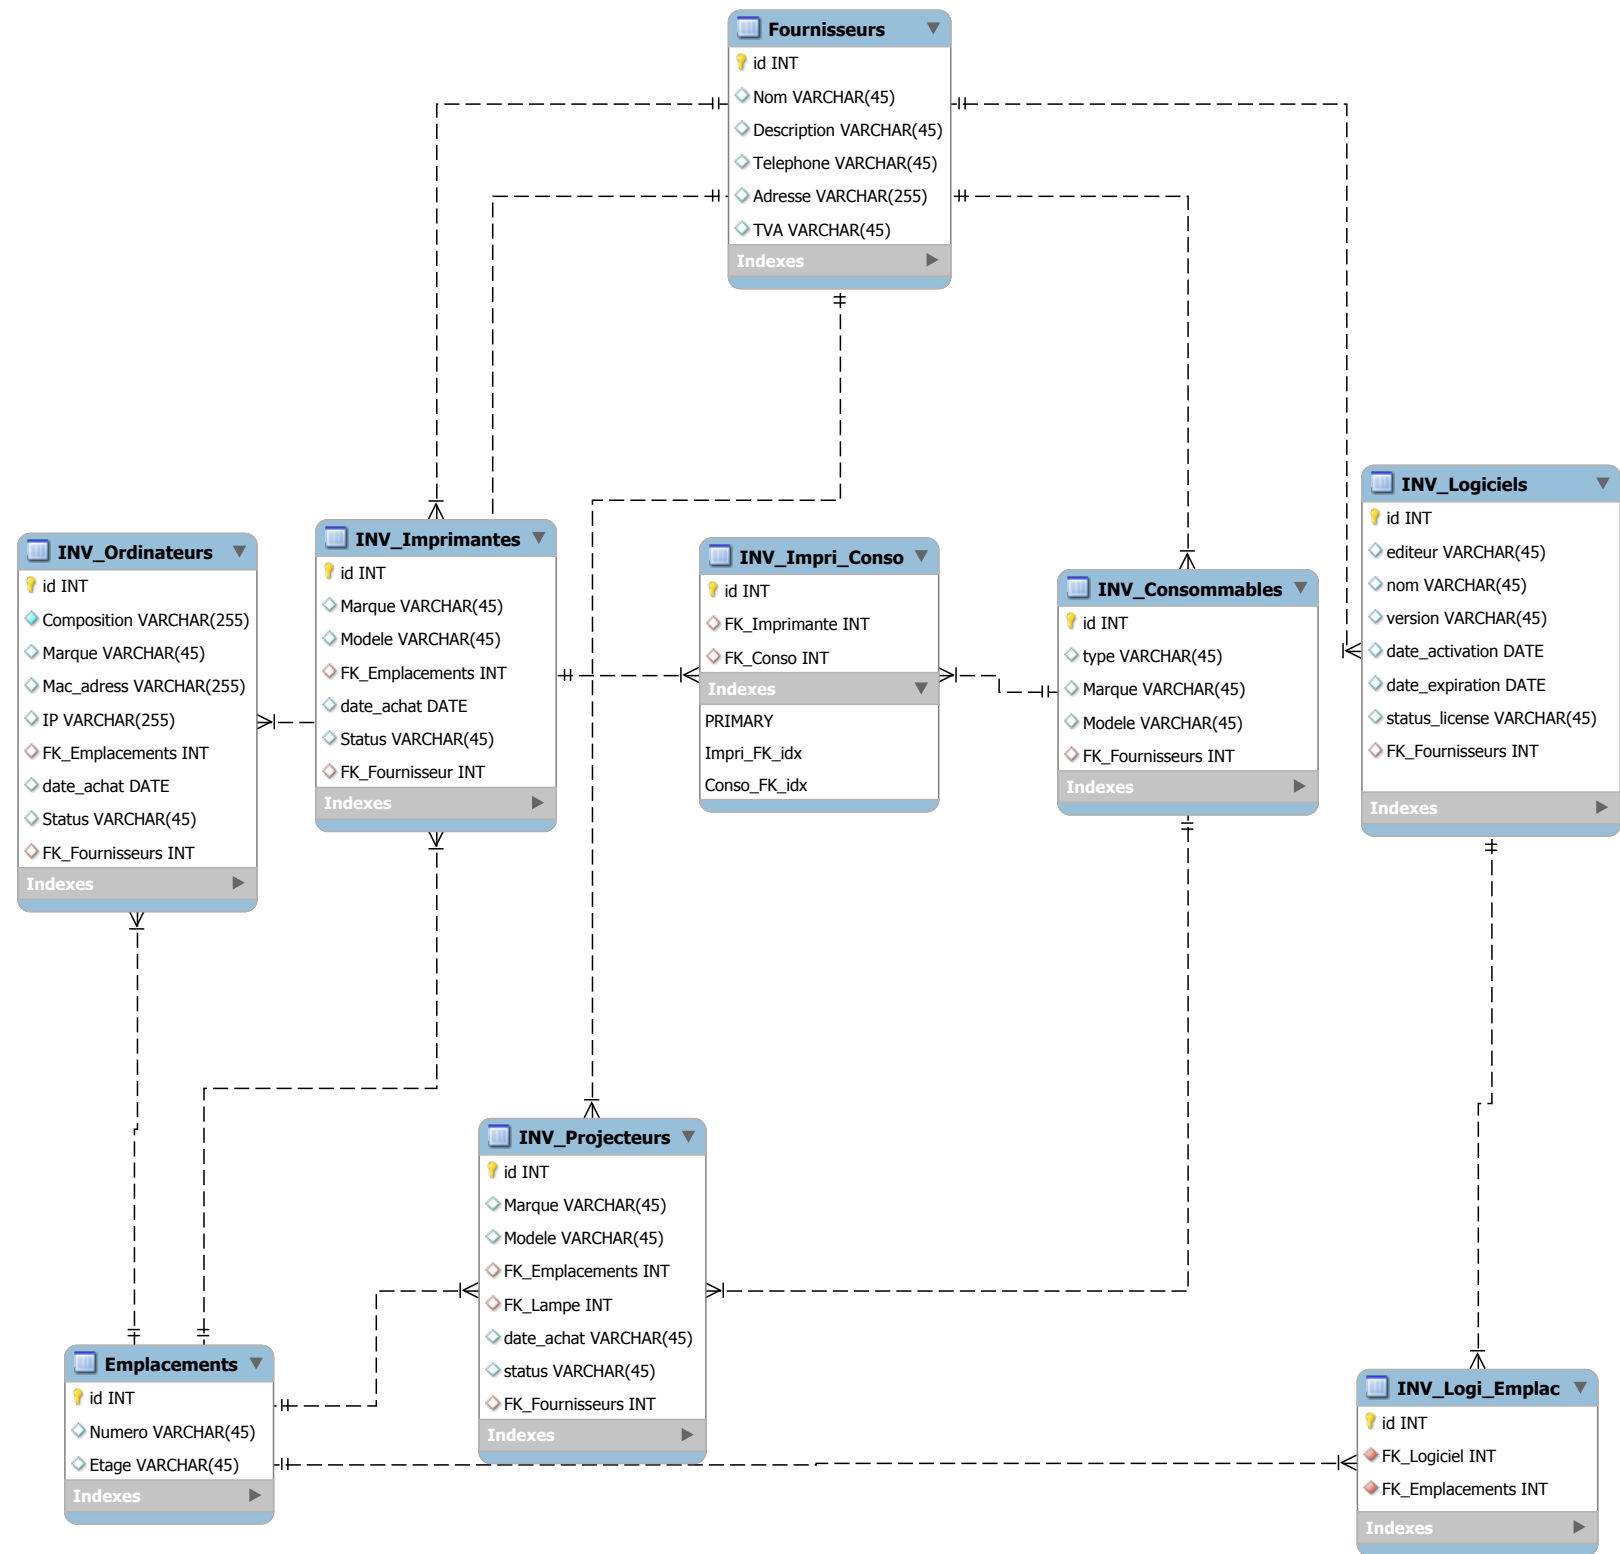 Fournisseurs
id INT
Nom VARCHAR(45)
Description VARCHAR(45)
Telephone VARCHAR(45)
Adresse VARCHAR(255)
TVA VARCHAR(45)
Indexes
INV_Ordinateurs
id INT
Composition VARCHAR(255)
Marque VARCHAR(45)
Mac_adress VARCHAR(255)
IP VARCHAR(255)
FK_Emplacements INT
date_achat DATE
Status VARCHAR(45)
FK_Fournisseurs INT
Indexes
INV_Imprimantes
id INT
Marque VARCHAR(45)
Modele VARCHAR(45)
FK_Emplacements INT
date_achat DATE
Status VARCHAR(45)
FK_Fournisseur INT
Indexes
INV_Impri_Conso
id INT
FK_Imprimante INT
FK_Conso INT
Indexes
PRIMARY
Impri_FK_idx
Conso_FK_idx
INV_Consommables
id INT
type VARCHAR(45)
Marque VARCHAR(45)
Modele VARCHAR(45)
FK_Fournisseurs INT
Indexes
INV_Logiciels
id INT
editeur VARCHAR(45)
nom VARCHAR(45)
version VARCHAR(45)
date_activation DATE
date_expiration DATE
status_license VARCHAR(45)
FK_Fournisseurs INT
Indexes
INV_Projecteurs
id INT
Marque VARCHAR(45)
Modele VARCHAR(45)
FK_Emplacements INT
FK_Lampe INT
date_achat VARCHAR(45)
status VARCHAR(45)
FK_Fournisseurs INT
Indexes
Emplacements
id INT
Numero VARCHAR(45)
Etage VARCHAR(45)
Indexes
INV_Logi_Emplac
id INT
FK_Logiciel INT
FK_Emplacements INT
Indexes